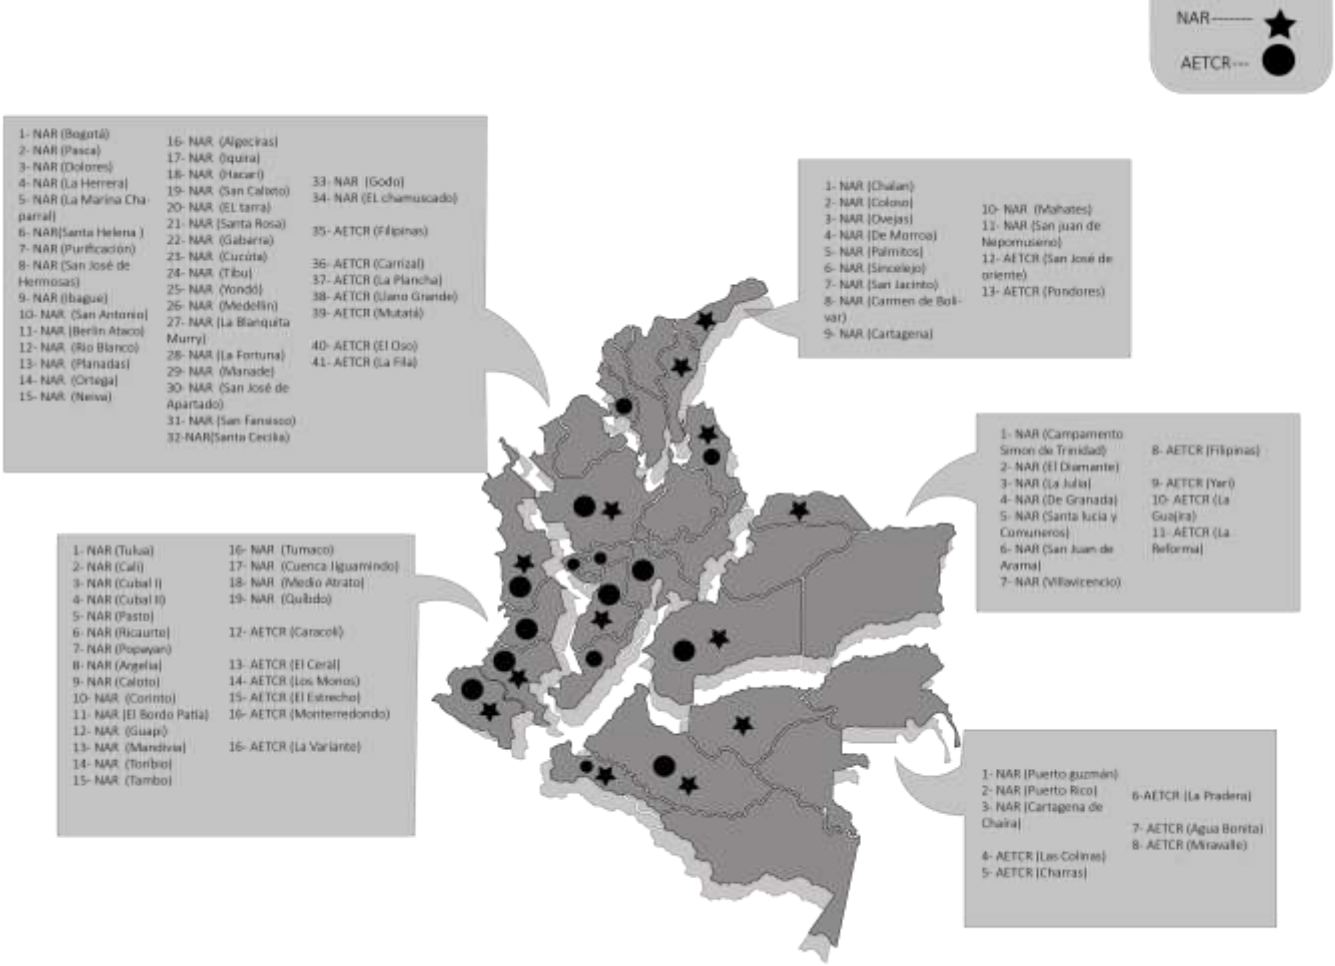 NAR-------
AETCR---
1- NAR (Bogotá)
2- NAR (Pasca)
3- NAR (Dolores)
4- NAR (La Herrera)
5- NAR (La Marina Cha-
parral)
6- NAR(Santa Helena )
7- NAR (Purificación)
8- NAR (San José de
Hermosas)
9- NAR (Ibague)
10- NAR (San Antonio)
11- NAR (Berlin Ataco)
12- NAR (Rio Blanco)
13- NAR (Planadas)
14- NAR (Ortega)
15- NAR (Neiva)
16- NAR (Algeciras)
17- NAR (Iquira)
18- NAR (Hacari)
19- NAR (San Calixto)
20- NAR (EL tarra)
21- NAR (Santa Rosa)
22- NAR (Gabarra)
23- NAR (Cucúta)
24- NAR (Tibu)
25- NAR (Yondó)
26- NAR (Medellin)
27- NAR (La Blanquita
Murry)
28- NAR (La Fortuna)
29- NAR (Manade)
30- NAR (San José de
Apartado)
31- NAR (San Fansisco)
32-NAR(Santa Cecilia)
33- NAR (Godo)
34- NAR (EL chamuscado)
35- AETCR (Filipinas)
36- AETCR (Carrizal)
37- AETCR (La Plancha)
38- AETCR (Llano Grande)
39- AETCR (Mutatá)
40- AETCR (El Oso)
41- AETCR (La Fila)
1- NAR (Chalan)
2- NAR (Coloso)
3- NAR (Ovejas)
4- NAR (De Morroa)
5- NAR (Palmitos)
6- NAR (Sincelejo)
7- NAR (San Jacinto)
8- NAR (Carmen de Bolí-
var)
9- NAR (Cartagena)
10- NAR (Mahates)
11- NAR (San juan de
Nepomuseno)
12- AETCR (San José de
oriente)
13- AETCR (Pondores)
1- NAR (Campamento
Simon de Trinidad)
2- NAR (El Diamante)
3- NAR (La Julia)
4- NAR (De Granada)
5- NAR (Santa lucia y
Comuneros)
6- NAR (San Juan de
Arama)
7- NAR (Villavicencio)
8- AETCR (Filipinas)
9- AETCR (Yarí)
10- AETCR (La
Guajira)
11- AETCR (La
Reforma)
1- NAR (Tulua)
2- NAR (Cali)
3- NAR (Cubal I)
4- NAR (Cubal II)
5- NAR (Pasto)
6- NAR (Ricaurte)
7- NAR (Popayan)
8- NAR (Argelia)
9- NAR (Caloto)
10- NAR (Corinto)
11- NAR (El Bordo Patía)
12- NAR (Guapi)
13- NAR (Mandivia)
14- NAR (Toribio)
15- NAR (Tambo)
16- NAR (Tumaco)
17- NAR (Cuenca Jiguamindo)
18- NAR (Medio Atrato)
19- NAR (Quibdo)
12- AETCR (Caracolí)
13- AETCR (El Ceral)
14- AETCR (Los Monos)
15- AETCR (El Estrecho)
16- AETCR (Monterredondo)
16- AETCR (La Variante)
1- NAR (Puerto guzmán)
2- NAR (Puerto Rico)
3- NAR (Cartagena de
Chaira)
4- AETCR (Las Colinas)
5- AETCR (Charras)
6-AETCR (La Pradera)
7- AETCR (Agua Bonita)
8- AETCR (Miravalle)